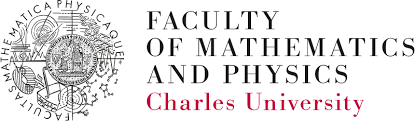 FACULTAS MATHEMATICA PHYSICAQUE
FACULTY
OF MATHEMATICS
AND PHYSICS
Charles University